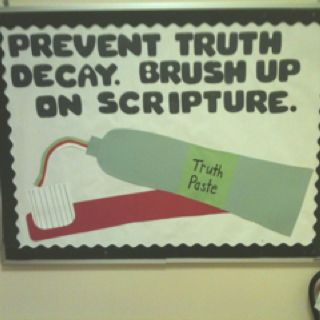 PREVENT TRUTH
DECAY. BRUSH UP
ON SCRIPTURE.
Truth
Paste